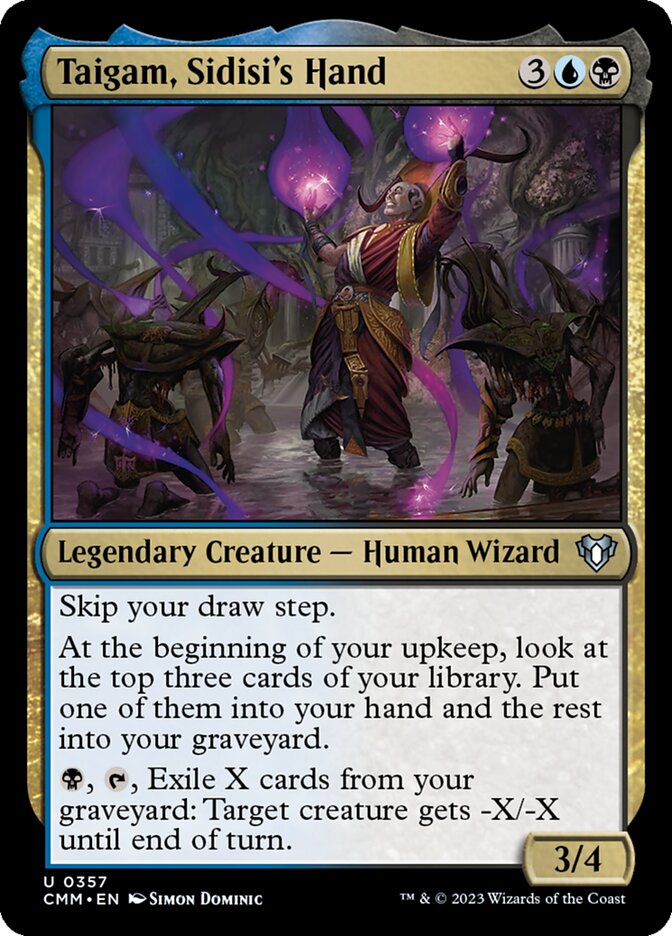 Taigam, Sidisi's Hand 3
Legendary Creature — Human Wizard
Skip your draw step.
At the beginning of your upkeep, look at
the top three cards of your library. Put
one of them into your hand and the rest
into your graveyard.
, , Exile X cards from your
graveyard: Target creature gets -X/-X
until end of turn.
3/4
U 0357
CMM • EN Simon Dominic
™ & © 2023 Wizards of the Coast